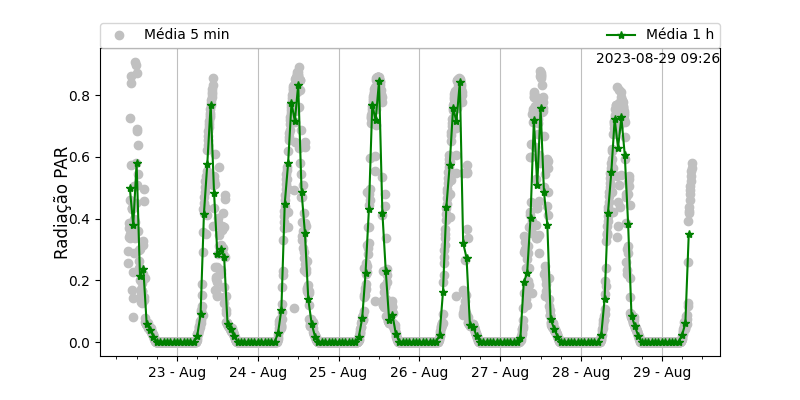 Média 5 min
Média 1 h
2023-08-29 09:26
Radiação PAR
0.8
0.6
0.4
0.2
0.0
23 - Aug
24 - Aug
25 - Aug
26 - Aug
27 - Aug
28 - Aug
29 - Aug